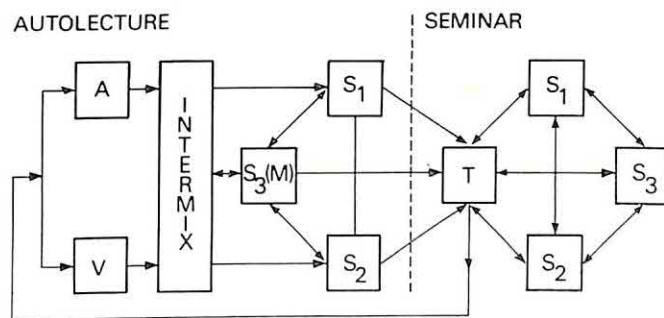 AUTOLECTURE
SEMINAR
A
INTERMIX
S1
S1
S3(M)
T
S3
V
S2
S2